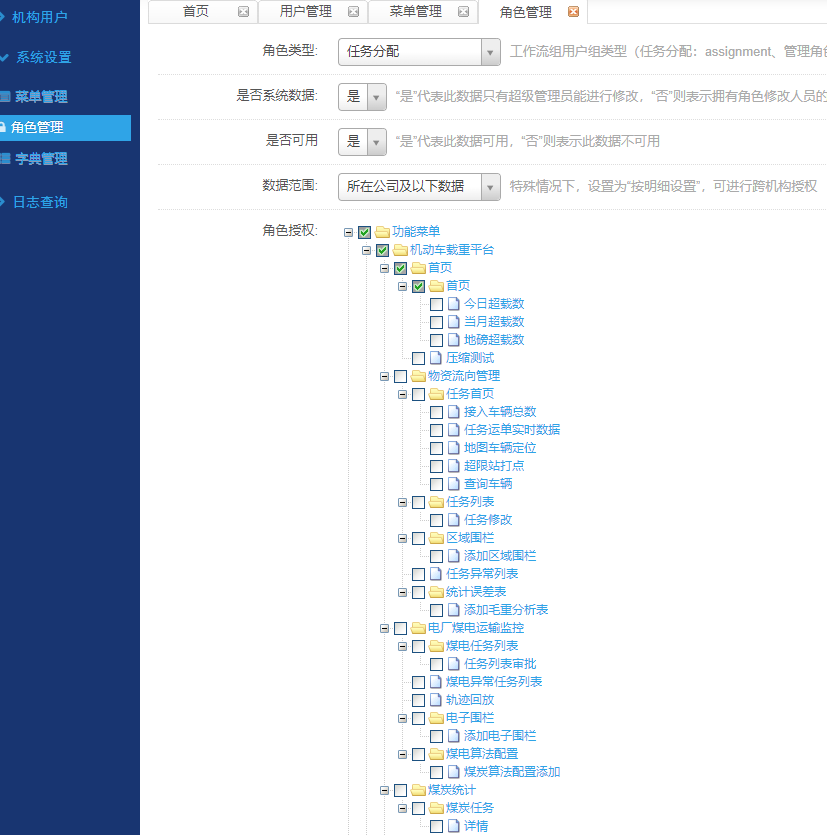 机构用户
系统设置
菜单管理
角色管理
字典管理
日志查询
首页 用户管理 菜单管理 角色管理
角色类型: 任务分配 工作流组用户组类型（任务分配：assignment、管理角
是否系统数据: 是 “是”代表此数据只有超级管理员能进行修改，“否”则表示拥有角色修改人员的
是否可用 是 “是”代表此数据可用，“否”则表示此数据不可用
数据范围: 所在公司及以下数据 特殊情况下，设置为“按明细设置”，可进行跨机构授权
角色授权: 功能菜单
机动车载重平台
首页
首页
今日超载数
当月超载数
地磅超载数
压缩测试
物资流向管理
任务首页
接入车辆总数
任务运单实时数据
地图车辆定位
超限站打点
查询车辆
任务列表
任务修改
区域围栏
添加区域围栏
任务异常列表
统计误差表
添加毛重分析表
电厂煤电运输监控
煤电任务列表
任务列表审批
煤电异常任务列表
轨迹回放
电子围栏
添加电子围栏
煤电算法配置
煤炭算法配置添加
煤炭统计
煤炭任务
详情